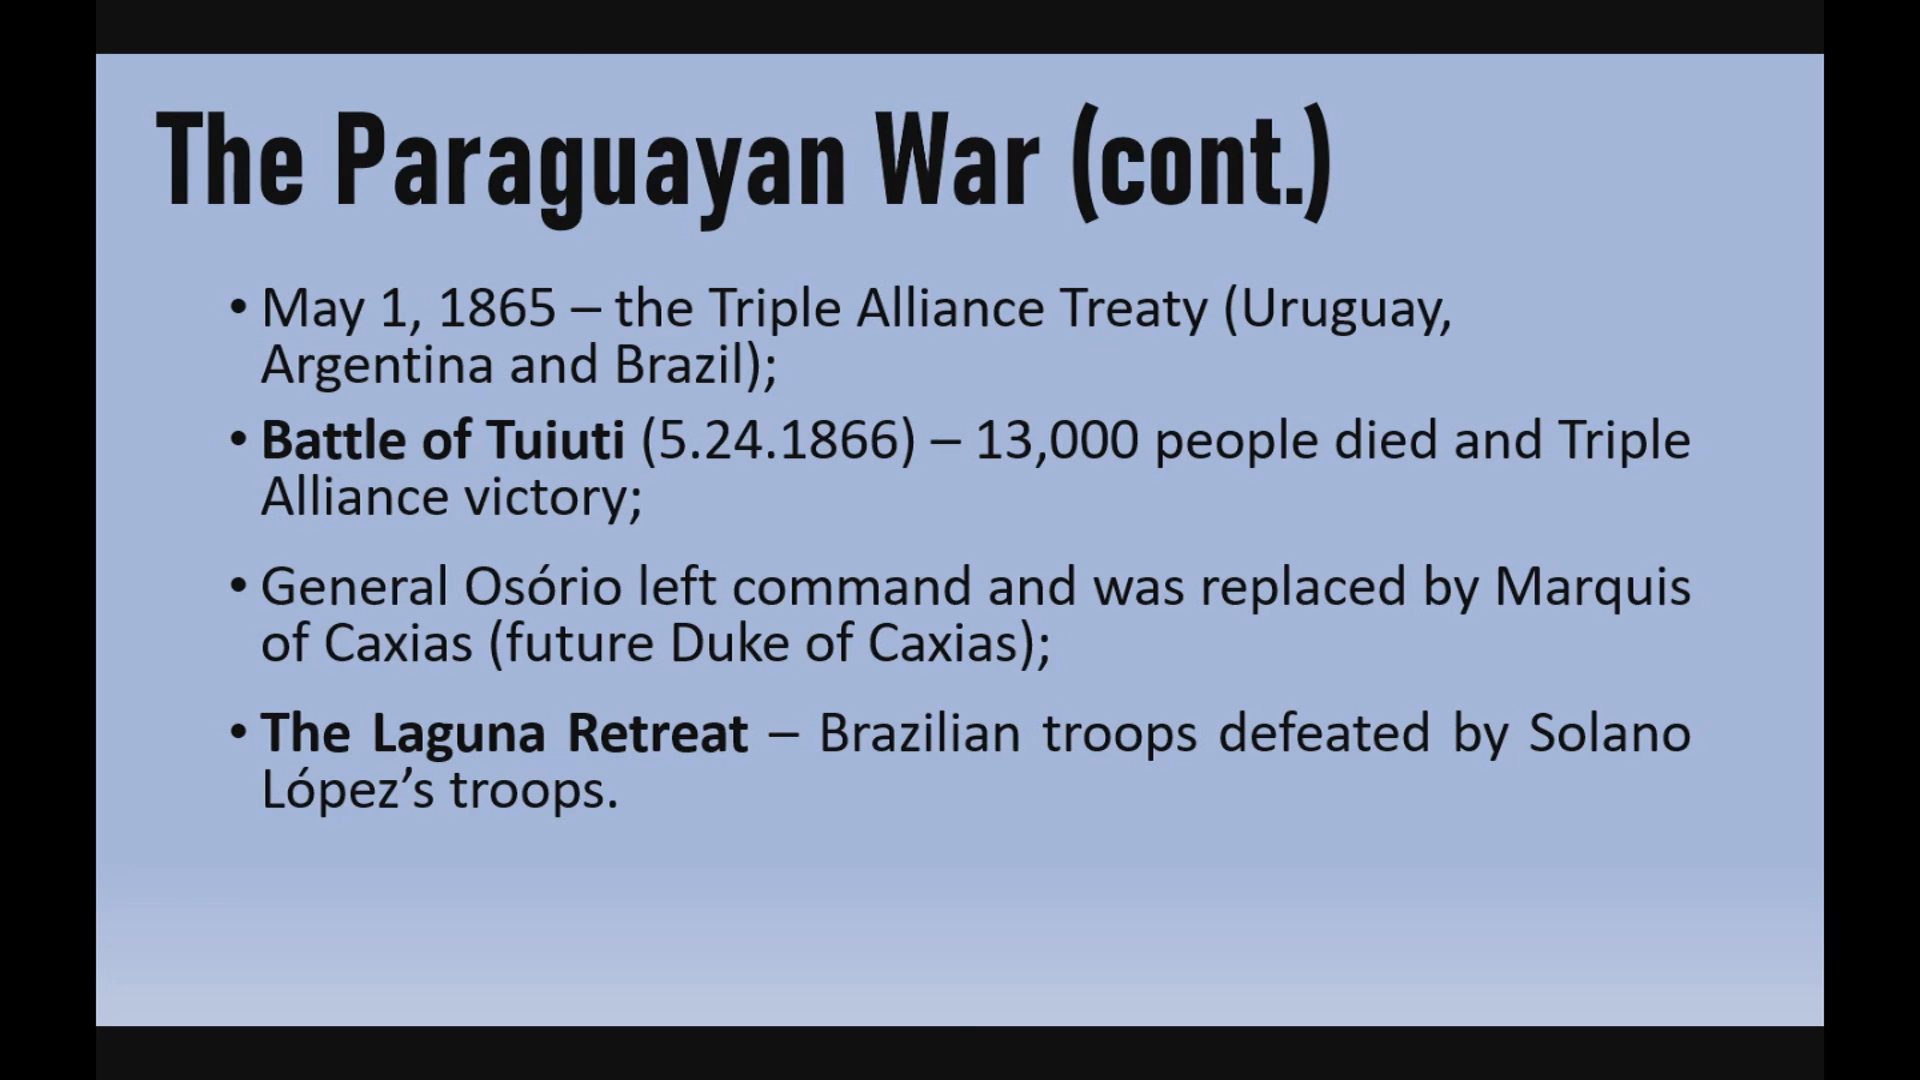 The Paraguayan War (cont.)
• May 1, 1865 – the Triple Alliance Treaty (Uruguay,
Argentina and Brazil);
• Battle of Tuiuti (5.24.1866) – 13,000 people died and Triple
Alliance victory;
• General Osório left command and was replaced by Marquis
of Caxias (future Duke of Caxias);
• The Laguna Retreat – Brazilian troops defeated by Solano
López’s troops.